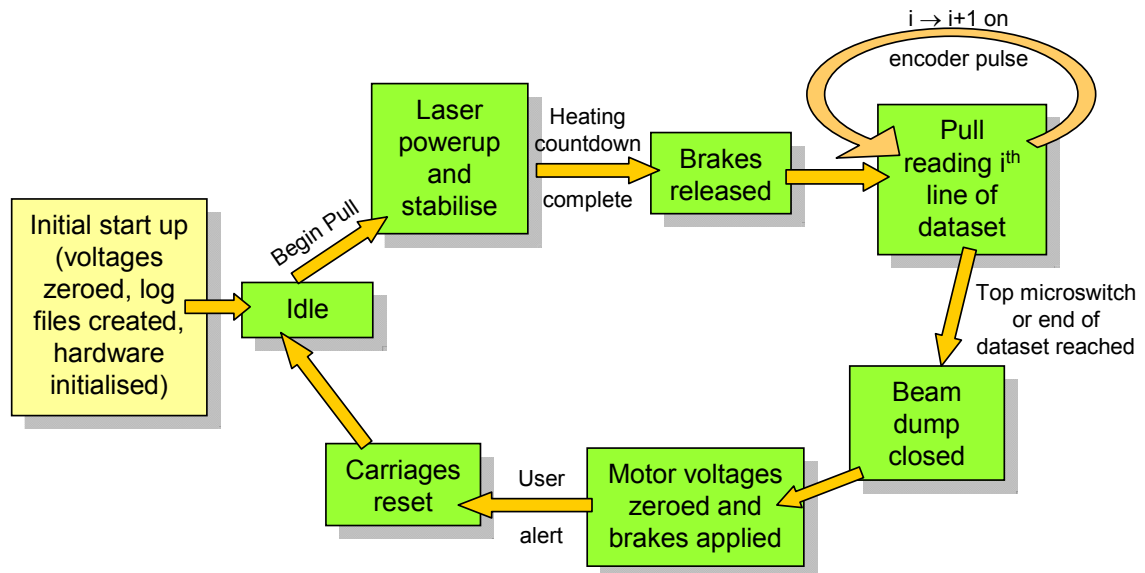 Initial start up
(voltages
zeroed, log
files created,
hardware
initialised)
Idle
Begin Pull
Laser
powerup
and
stabilise
Heating
countdown
complete
Brakes
released
i → i+1 on
encoder pulse
Pull
reading iᵗʰ
line of
dataset
Top microswitch
or end of
dataset reached
Beam
dump
closed
Motor voltages
zeroed and
brakes applied
User
alert
Carriages
reset